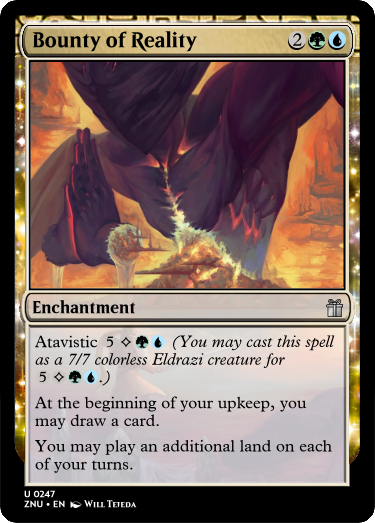 Bounty of Reality 2
Enchantment
Atavistic 5 (You may cast this spell
as a 7/7 colorless Eldrazi creature for
5 .)
At the beginning of your upkeep, you
may draw a card.
You may play an additional land on each
of your turns.
U 0247
ZNU • EN Will Tejeda